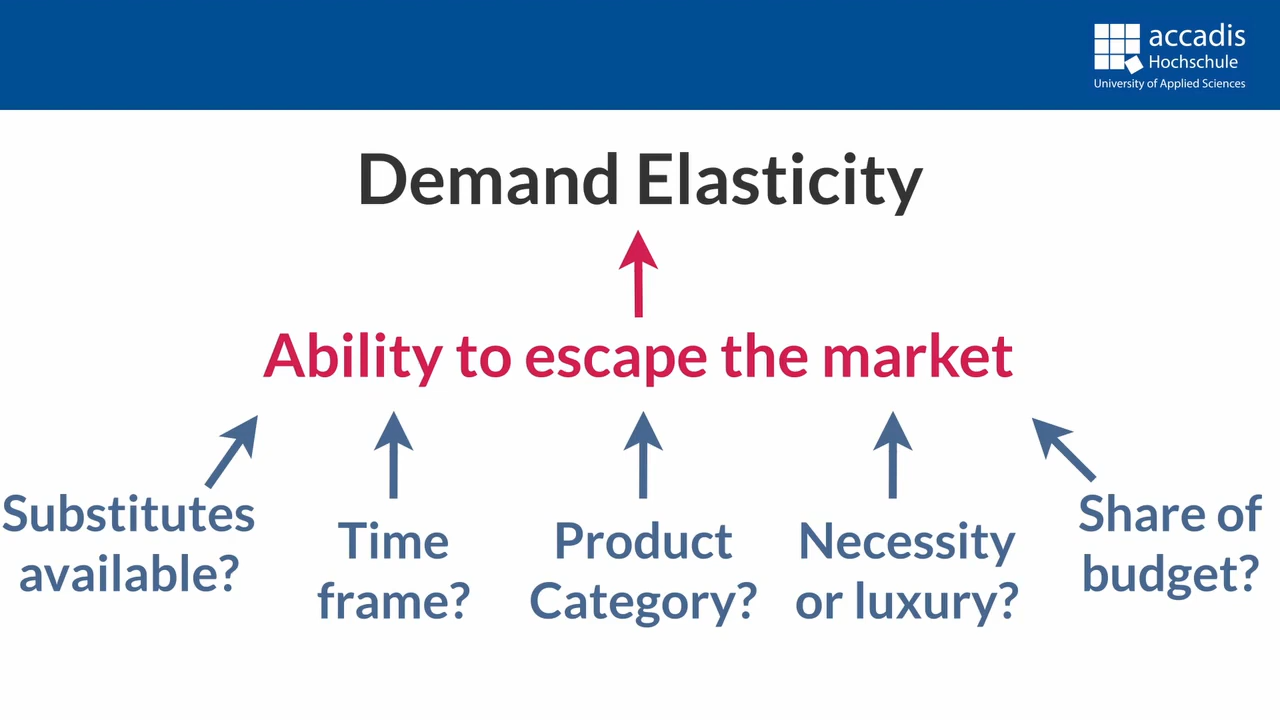 accadis
Hochschule
University of Applied Sciences
Demand Elasticity
Ability to escape the market
Substitutes
available?
Time
frame?
Product
Category?
Necessity
or luxury?
Share of
budget?